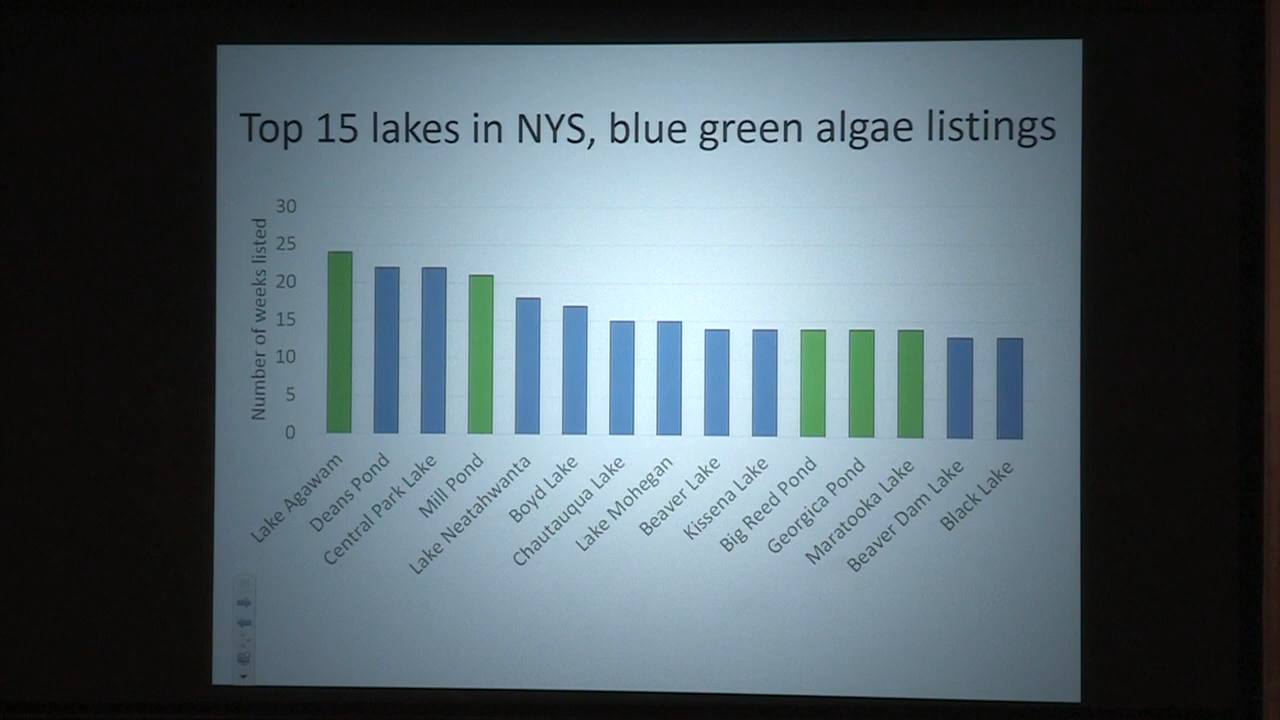 Top 15 lakes in NYS, blue green algae listings
Number of weeks listed
30
25
20
15
10
5
0
Lake Agawam
Deans Pond
Central Park Lake
Mill Pond
Lake Neatahwanta
Boyd Lake
Chautauqua Lake
Lake Mohegan
Beaver Lake
Kissena Lake
Big Reed Pond
Georgica Pond
Maratooka Lake
Beaver Dam Lake
Black Lake